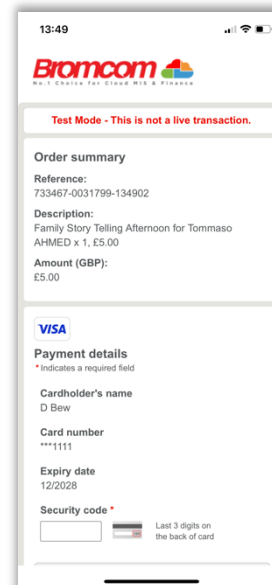 13:49
Bromcom
No.1 Choice for Cloud MIS & Finance
Test Mode - This is not a live transaction.
Order summary
Reference:
733467-0031799-134902
Description:
Family Story Telling Afternoon for Tommaso
AHMED x 1, £5.00
Amount (GBP):
£5.00
VISA
Payment details
* Indicates a required field
Cardholder's name
D Bew
Card number
***1111
Expiry date
12/2028
Security code *
Last 3 digits on
the back of card